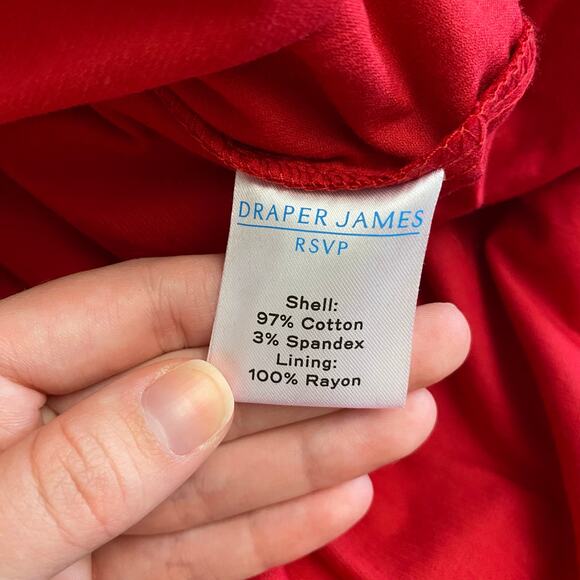 DRAPER JAMES
RSVP
Shell:
97% Cotton
3% Spandex
Lining:
100% Rayon